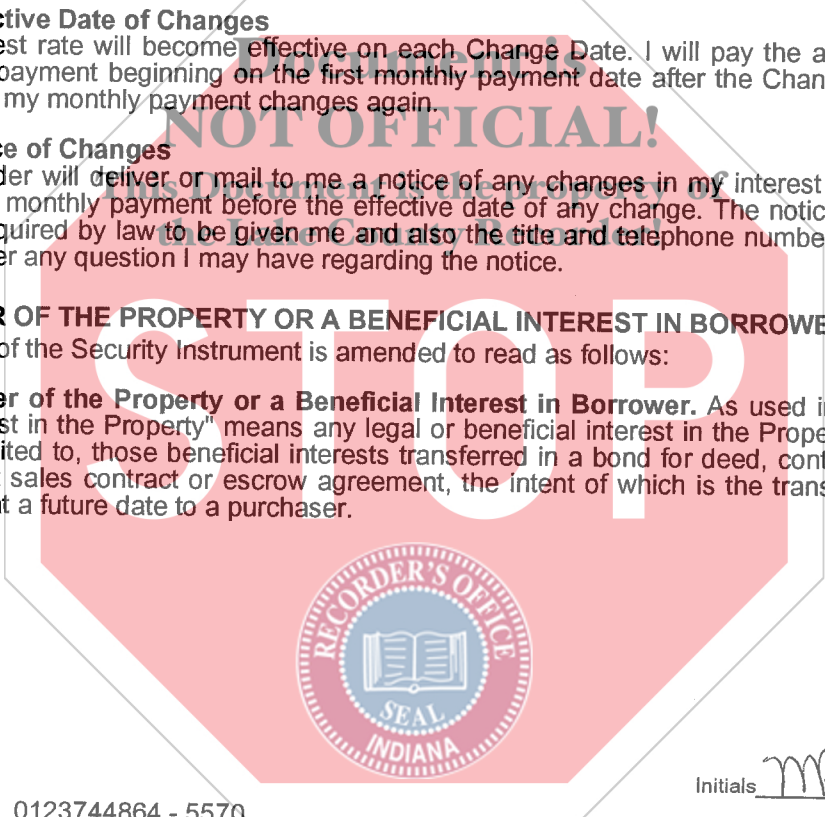 ctive Date of Changes
est rate will become effective on each Change Date. I will pay the a
payment beginning on the first monthly payment date after the Chan
my monthly payment changes again.
ce of Changes
der will deliver or mail to me a notice of any changes in my interest
monthly payment before the effective date of any change. The notic
quired by law to be given me and also the title and telephone numbe
er any question I may have regarding the notice.
R OF THE PROPERTY OR A BENEFICIAL INTEREST IN BORROWE
of the Security Instrument is amended to read as follows:
er of the Property or a Beneficial Interest in Borrower. As used i
st in the Property" means any legal or beneficial interest in the Prope
ited to, those beneficial interests transferred in a bond for deed, cont
sales contract or escrow agreement, the intent of which is the trans
t a future date to a purchaser.
Document is
NOT OFFICIAL!
This Document is the property of
the Lake County Recorder!
STOP
RECORDER'S OFFICE
SEAL
INDIANA
Initials
0123744864 - 5570